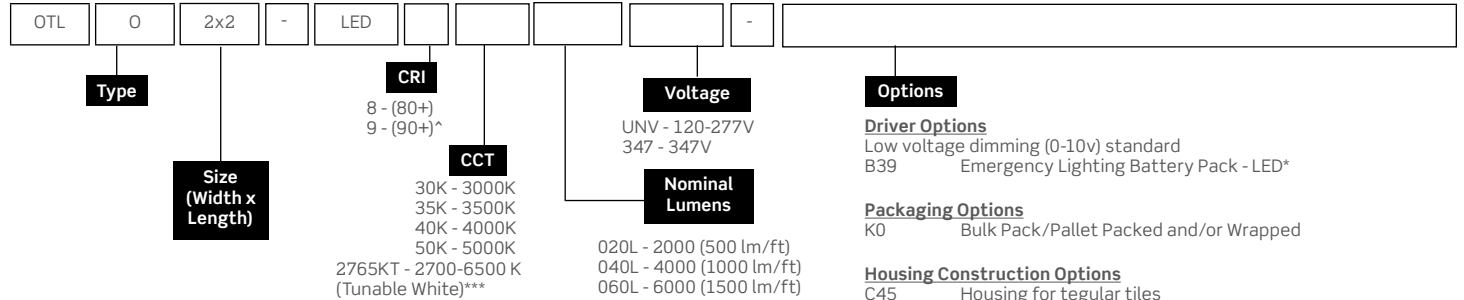 OTL O 2x2 - LED -
Type
Size
(Width x
Length)
CRI
8 - (80+)
9 - (90+)^
CCT
30K - 3000K
35K - 3500K
40K - 4000K
50K - 5000K
2765KT - 2700-6500 K
(Tunable White)***
Voltage
UNV - 120-277V
347 - 347V
Nominal
Lumens
020L - 2000 (500 lm/ft)
040L - 4000 (1000 lm/ft)
060L - 6000 (1500 lm/ft)
Options
Driver Options
Low voltage dimming (0-10v) standard
B39 Emergency Lighting Battery Pack - LED*
Packaging Options
K0 Bulk Pack/Pallet Packed and/or Wrapped
Housing Construction Options
C45 Housing for tegular tiles